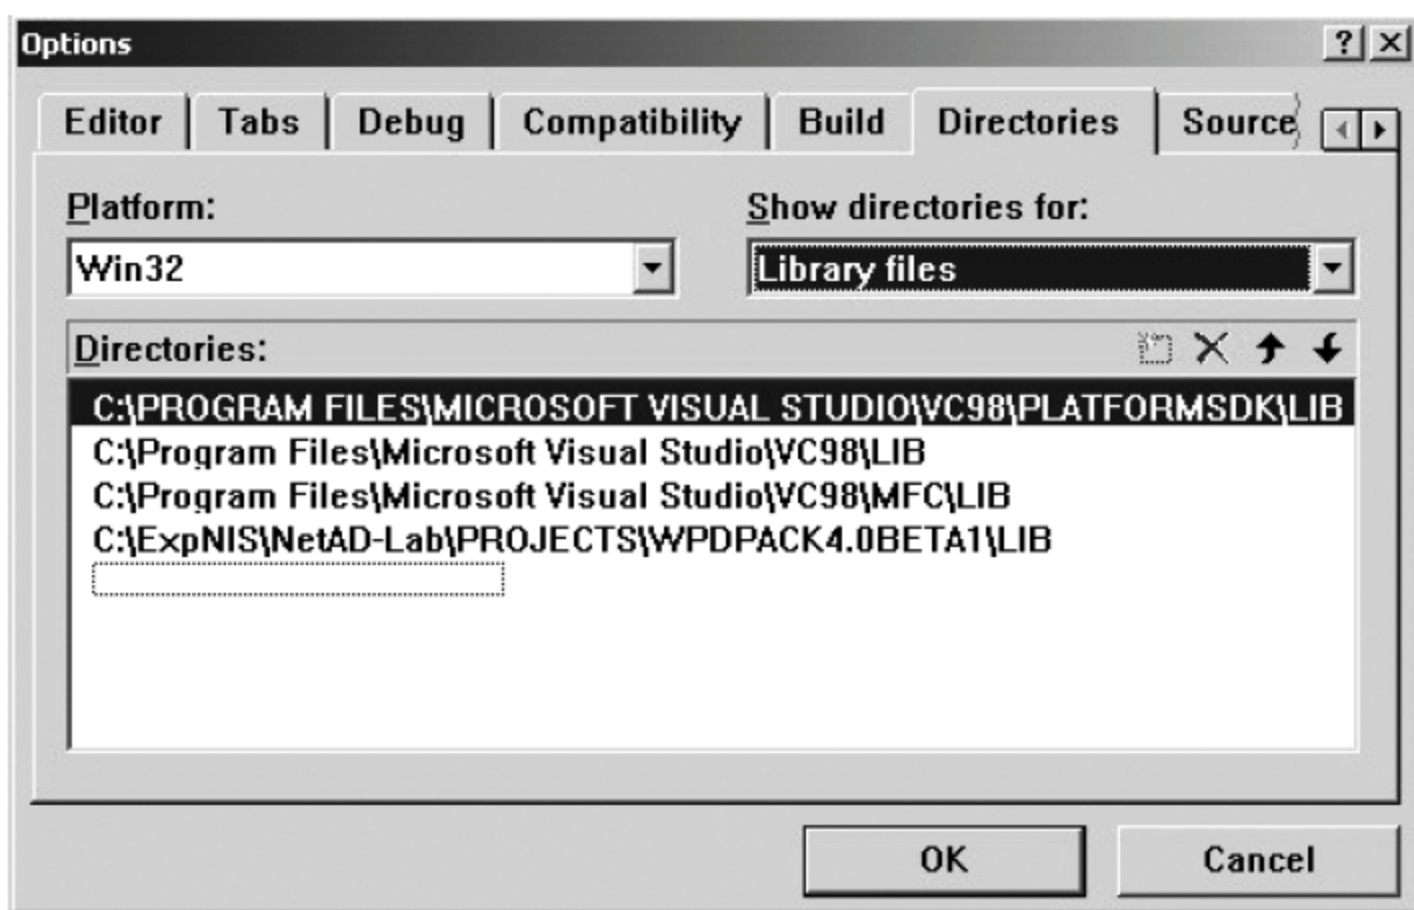 Options
Editor Tabs Debug Compatibility Build Directories Source
Platform: Show directories for:
Win32 Library files
Directories:
C:\PROGRAM FILES\MICROSOFT VISUAL STUDIO\VC98\PLATFORMSDK\LIB
C:\Program Files\Microsoft Visual Studio\VC98\LIB
C:\Program Files\Microsoft Visual Studio\VC98\MFC\LIB
C:\ExpNIS\NetAD-Lab\PROJECTS\WPDPACK4.0BETA1\LIB
OK Cancel